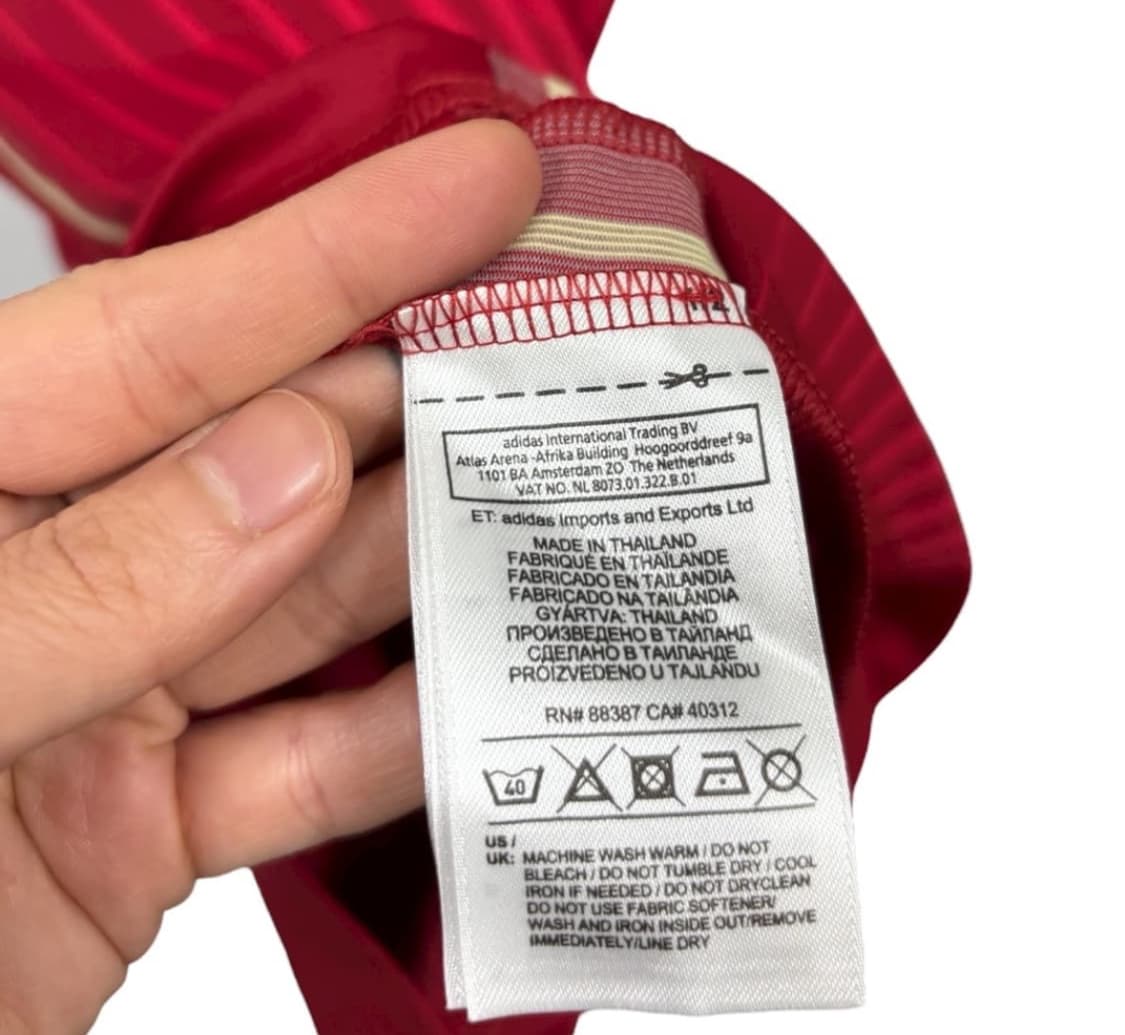 adidas International Trading BV
Atlas Arena -Afrika Building Hoogoorddreef 9a
1101 BA Amsterdam ZO The Netherlands
VAT NO. NL 8073.01.322.B.01
ET: adidas Imports and Exports Ltd
MADE IN THAILAND
FABRIQUÉ EN THAÏLANDE
FABRICADO EN TAILANDIA
FABRICADO NA TAILÂNDIA
GYÁRTVA: THAILAND
ПРОИЗВЕДЕНО В ТАЙЛАНД
СДЕЛАНО В ТАИЛАНДЕ
PROIZVEDENO U TAJLANDU
RN# 88387 CA# 40312
40
US /
UK: MACHINE WASH WARM / DO NOT
BLEACH / DO NOT TUMBLE DRY / COOL
IRON IF NEEDED / DO NOT DRYCLEAN
DO NOT USE FABRIC SOFTENER/
WASH AND IRON INSIDE OUT/REMOVE
IMMEDIATELY/LINE DRY